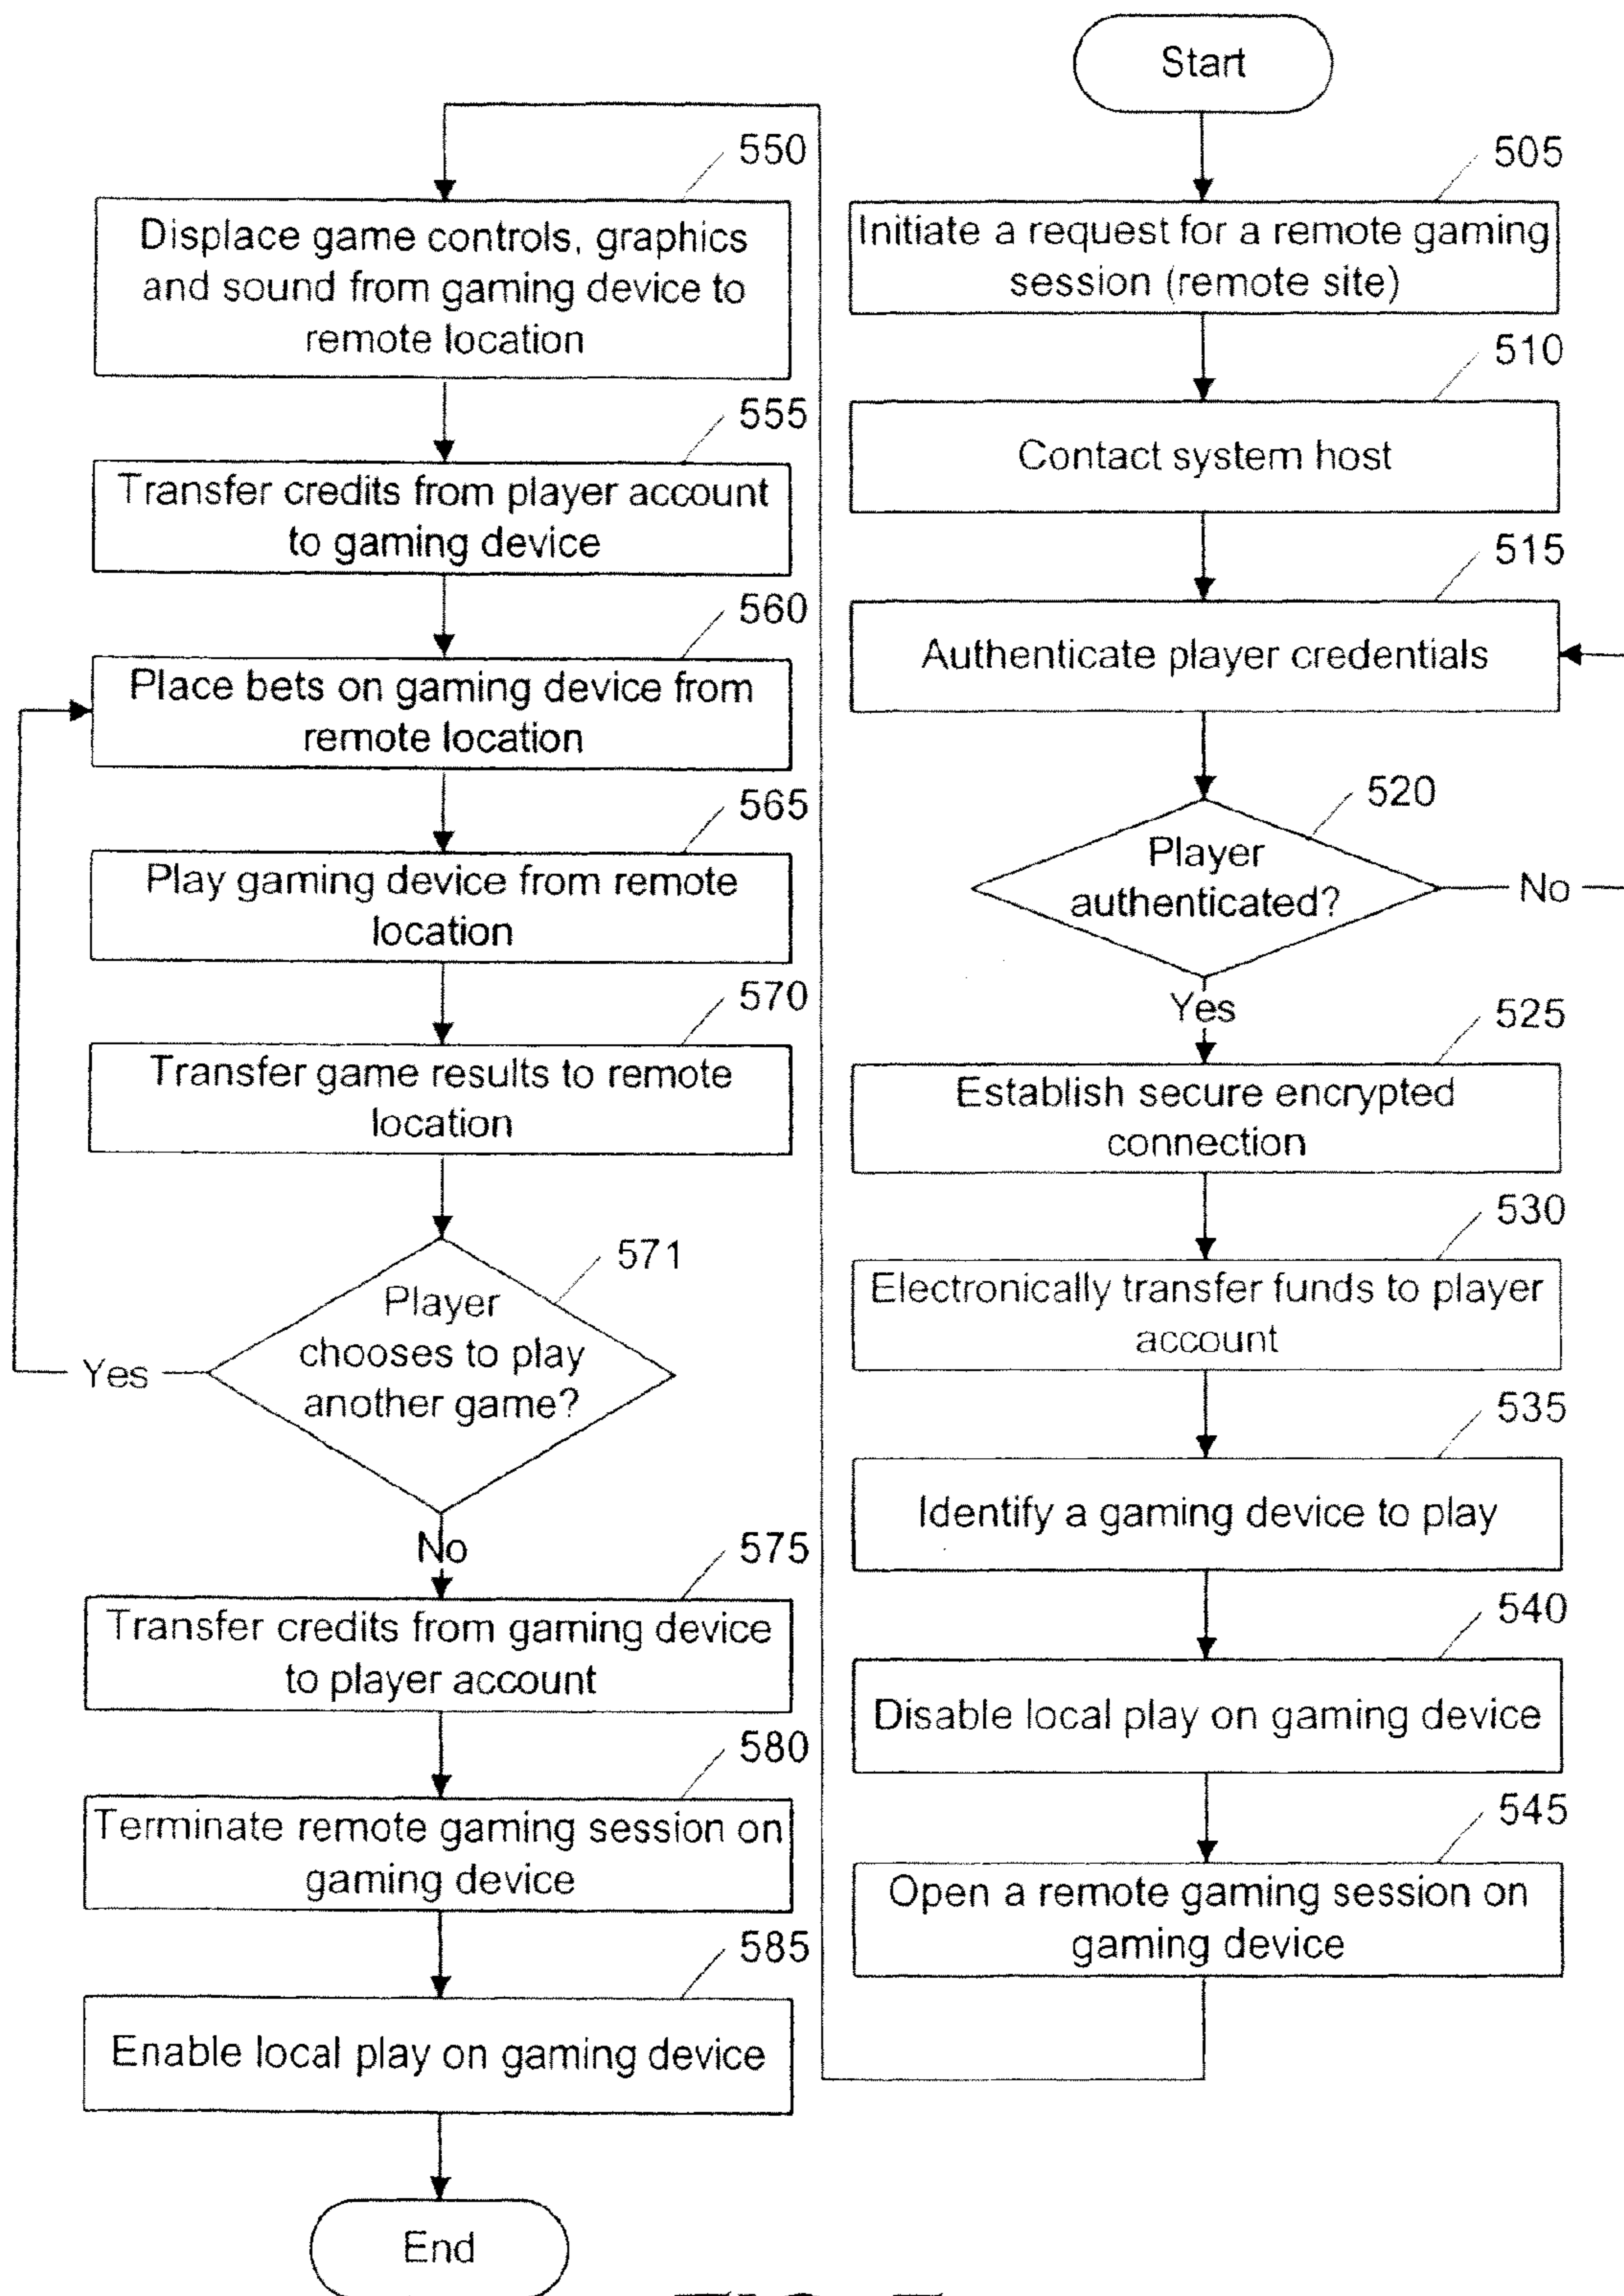 Start
505
Initiate a request for a remote gaming
session (remote site)
510
Contact system host
515
Authenticate player credentials
520
Player
authenticated?
No
Yes
525
Establish secure encrypted
connection
530
Electronically transfer funds to player
account
535
Identify a gaming device to play
540
Disable local play on gaming device
545
Open a remote gaming session on
gaming device
550
Displace game controls, graphics
and sound from gaming device to
remote location
555
Transfer credits from player account
to gaming device
560
Place bets on gaming device from
remote location
565
Play gaming device from remote
location
570
Transfer game results to remote
location
571
Player
chooses to play
another game?
Yes
No
575
Transfer credits from gaming device
to player account
580
Terminate remote gaming session on
gaming device
585
Enable local play on gaming device
End